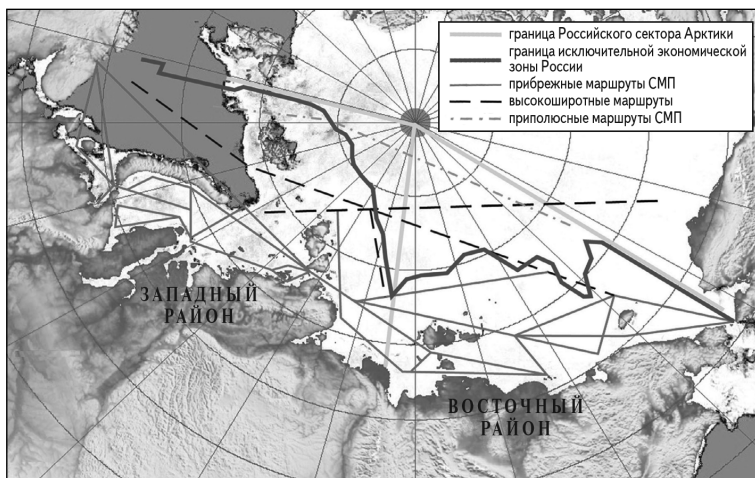 граница Российского сектора Арктики
граница исключительной экономической
зоны России
прибрежные маршруты СМП
высокоширотные маршруты
приполюсные маршруты СМП
ЗАПАДНЫЙ
РАЙОН
ВОСТОЧНЫЙ
РАЙОН